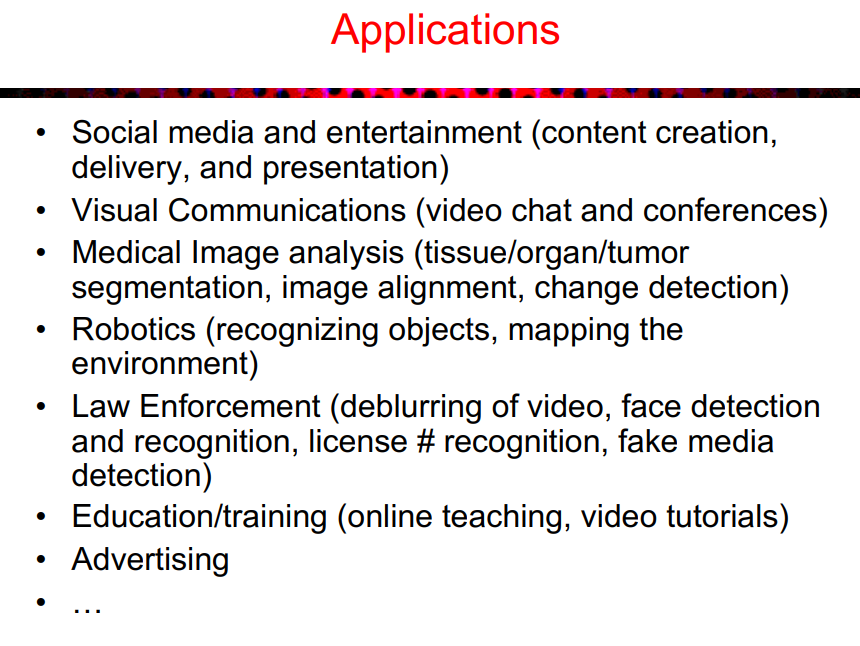 Applications
• Social media and entertainment (content creation,
delivery, and presentation)
• Visual Communications (video chat and conferences)
• Medical Image analysis (tissue/organ/tumor
segmentation, image alignment, change detection)
• Robotics (recognizing objects, mapping the
environment)
• Law Enforcement (deblurring of video, face detection
and recognition, license # recognition, fake media
detection)
• Education/training (online teaching, video tutorials)
• Advertising
• …